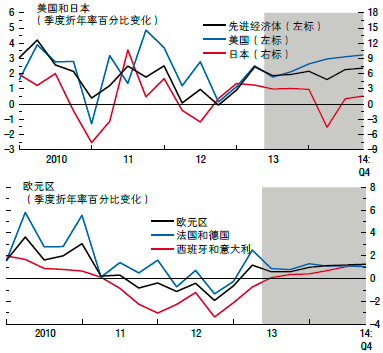 美国和日本
（季度折年率百分比变化）
先进经济体（左标）
美国（左标）
日本（右标）
6
5
4
3
2
1
0
-1
-2
-3
18
15
12
9
6
3
0
-3
-6
-9
2010 11 12 13 14:
Q4
欧元区
（季度折年率百分比变化）
欧元区
法国和德国
西班牙和意大利
8
6
4
2
0
-2
-4
2010 11 12 13 14:
Q4